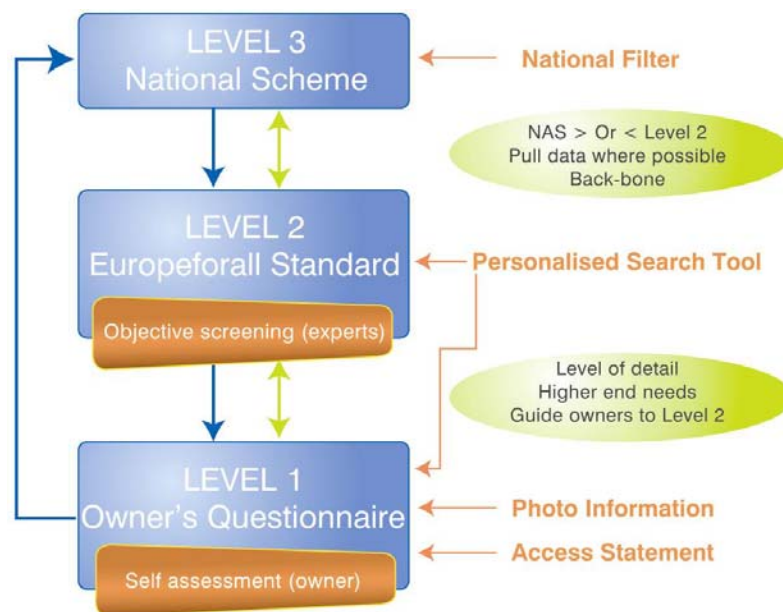 LEVEL 3
National Scheme
National Filter
NAS > Or < Level 2
Pull data where possible
Back-bone
LEVEL 2
Europeforall Standard
Personalised Search Tool
Objective screening (experts)
Level of detail
Higher end needs
Guide owners to Level 2
LEVEL 1
Owner's Questionnaire
Photo Information
Access Statement
Self assessment (owner)